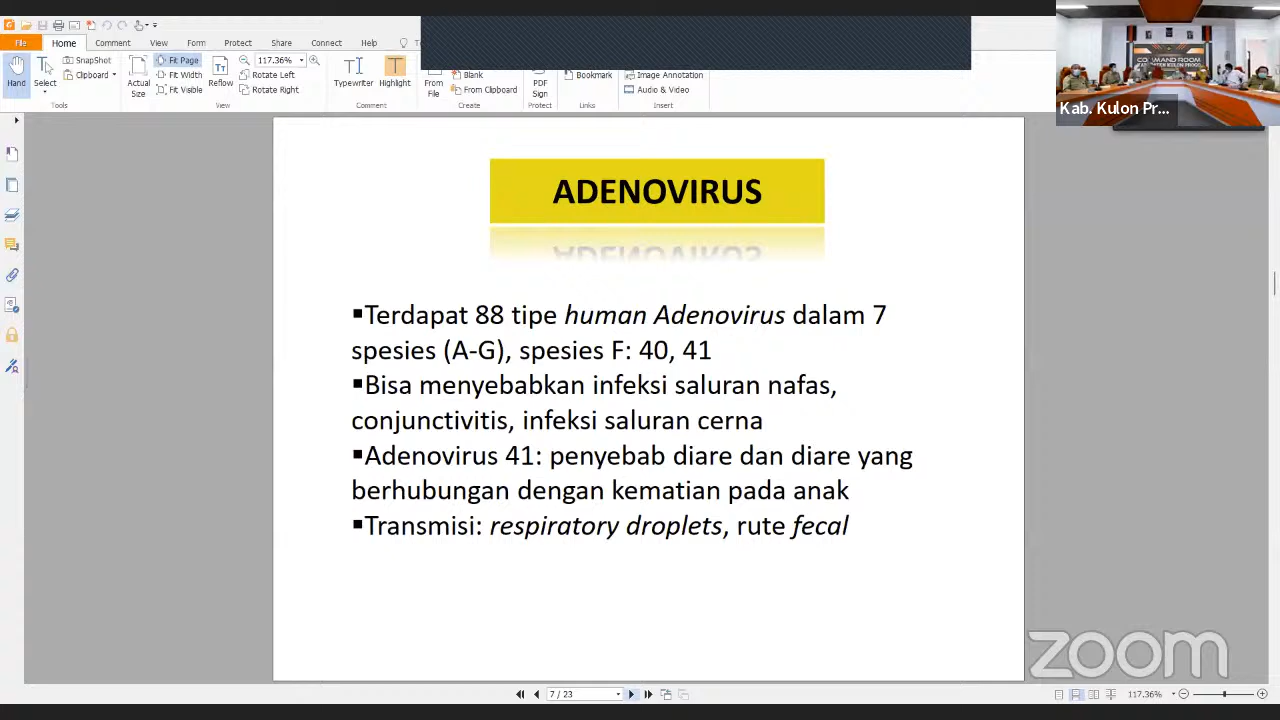 File Home Comment View Form Protect Share Connect Help
Hand
Select
SnapShot
Clipboard
Actual Size
Fit Page
Fit Width
Fit Visible
Reflow
117.36%
Rotate Left
Rotate Right
Typewriter
Highlight
From File
Blank
From Clipboard
PDF Sign
Bookmark
Image Annotation
Audio & Video
Tools View Comment Create Protect Links Insert
COMMAND ROOM
Kab. Kulon Pr...
ADENOVIRUS
▪Terdapat 88 tipe human Adenovirus dalam 7
spesies (A-G), spesies F: 40, 41
▪Bisa menyebabkan infeksi saluran nafas,
conjunctivitis, infeksi saluran cerna
▪Adenovirus 41: penyebab diare dan diare yang
berhubungan dengan kematian pada anak
▪Transmisi: respiratory droplets, rute fecal
zoom
7 / 23
117.36%